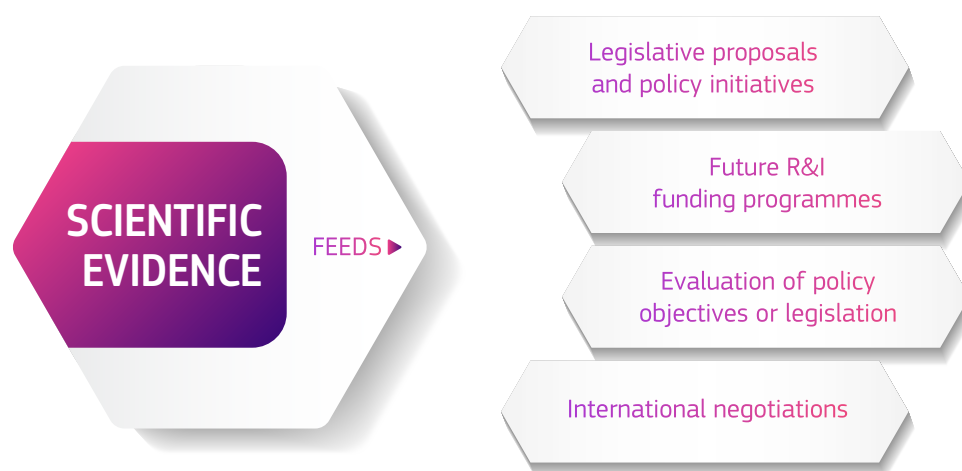 SCIENTIFIC
EVIDENCE
FEEDS
Legislative proposals
and policy initiatives
Future R&I
funding programmes
Evaluation of policy
objectives or legislation
International negotiations